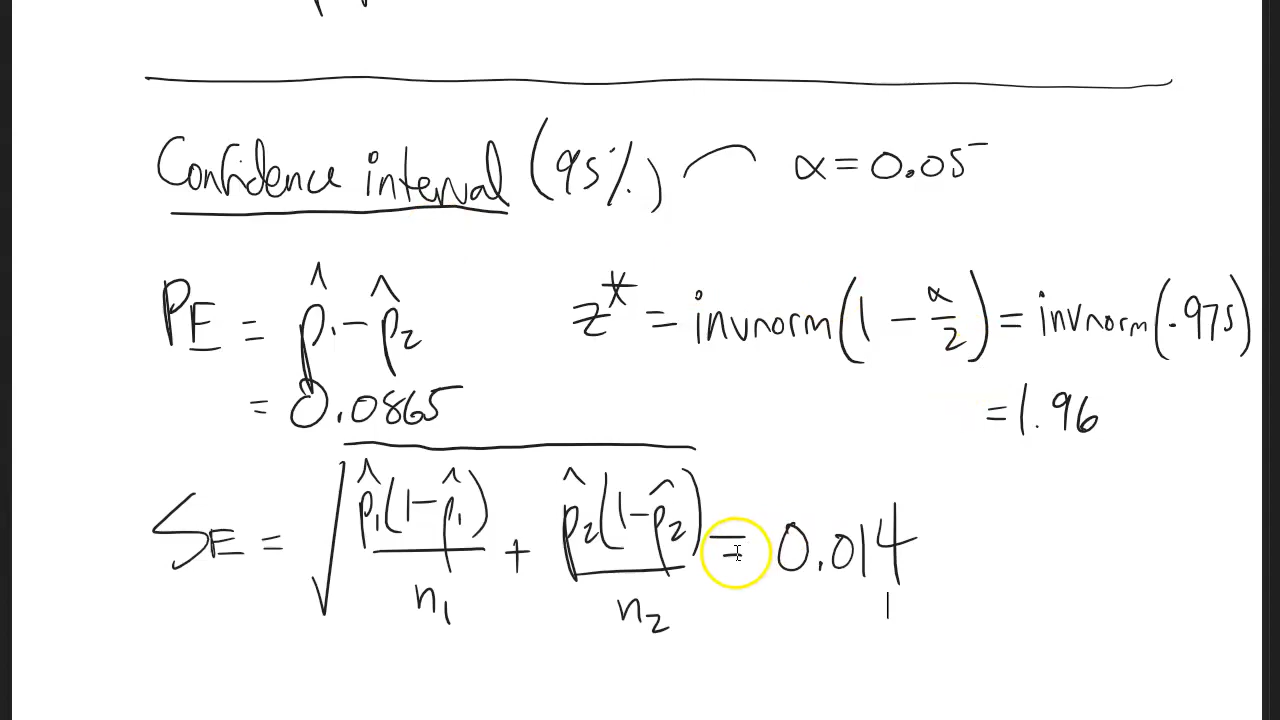 Confidence interval (95%) α = 0.05
PE = p̂₁ − p̂₂
z* = invnorm(1 − α/2) = invnorm(.975)
= 0.0865
= 1.96
SE = √(p̂₁(1−p̂₁)/n₁ + p̂₂(1−p̂₂)/n₂) = 0.014